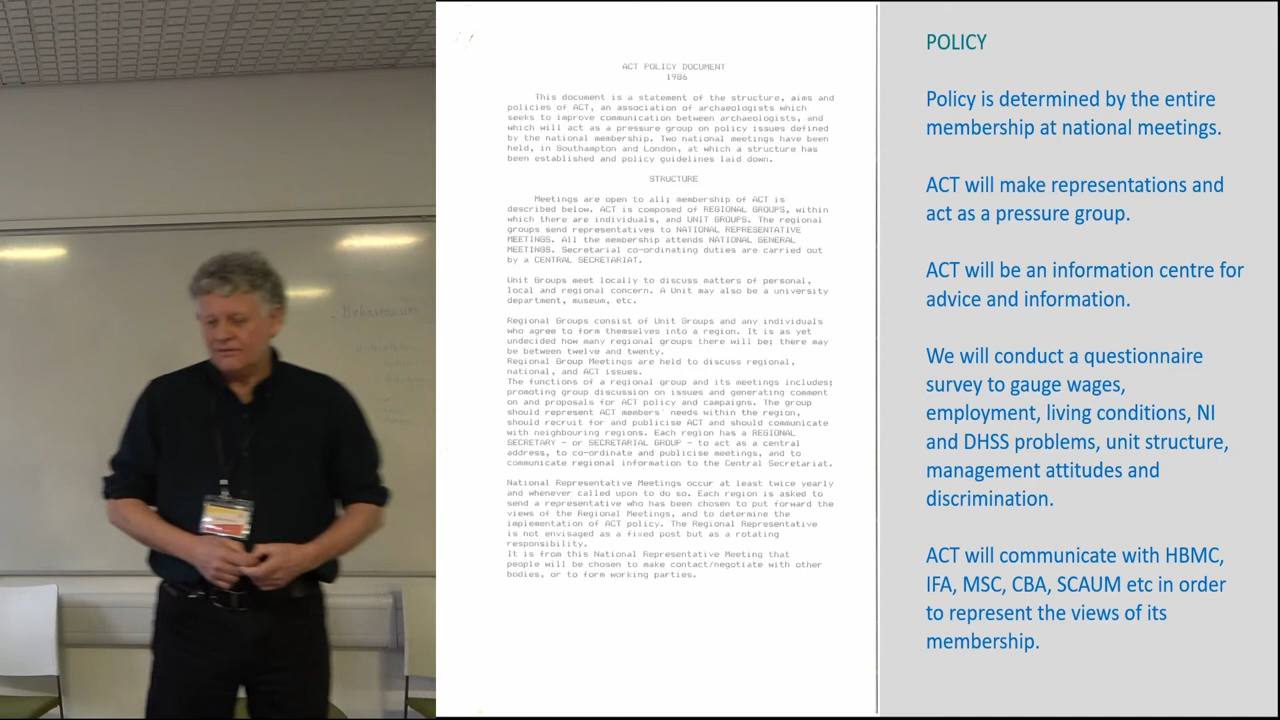 Behaviour
ACT POLICY DOCUMENT
1986
This document is a statement of the structure, aims and
policies of ACT, an association of archaeologists which
seeks to improve communication between archaeologists, and
which will act as a pressure group on policy issues defined
by the national membership. Two national meetings have been
held, in Southampton and London, at which a structure has
been established and policy guidelines laid down.
STRUCTURE
Meetings are open to all; membership of ACT is
described below. ACT is composed of REGIONAL GROUPS, within
which there are individuals, and UNIT GROUPS. The regional
groups send representatives to NATIONAL REPRESENTATIVE
MEETINGS. All the membership attends NATIONAL GENERAL
MEETINGS. Secretarial co-ordinating duties are carried out
by a CENTRAL SECRETARIAT.
Unit Groups meet locally to discuss matters of personal,
local and regional concern. A Unit may also be a university
department, museum, etc.
Regional Groups consist of Unit Groups and any individuals
who agree to form themselves into a region. It is as yet
undecided how many regional groups there will be; there may
be between twelve and twenty.
Regional Group Meetings are held to discuss regional,
national, and ACT issues.
The functions of a regional group and its meetings includes;
promoting group discussion on issues and generating comment
on and proposals for ACT policy and campaigns. The group
should represent ACT members' needs within the region,
should recruit for and publicise ACT and should communicate
with neighbouring regions. Each region has a REGIONAL
SECRETARY - or SECRETARIAL GROUP - to act as a central
address, to co-ordinate and publicise meetings, and to
communicate regional information to the Central Secretariat.
National Representative Meetings occur at least twice yearly
and whenever called upon to do so. Each region is asked to
send a representative who has been chosen to put forward the
views of the Regional Meetings, and to determine the
implementation of ACT policy. The Regional Representative
is not envisaged as a fixed post but as a rotating
responsibility.
It is from this National Representative Meeting that
people will be chosen to make contact/negotiate with other
bodies, or to form working parties.
POLICY
Policy is determined by the entire
membership at national meetings.
ACT will make representations and
act as a pressure group.
ACT will be an information centre for
advice and information.
We will conduct a questionnaire
survey to gauge wages,
employment, living conditions, NI
and DHSS problems, unit structure,
management attitudes and
discrimination.
ACT will communicate with HBMC,
IFA, MSC, CBA, SCAUM etc in order
to represent the views of its
membership.